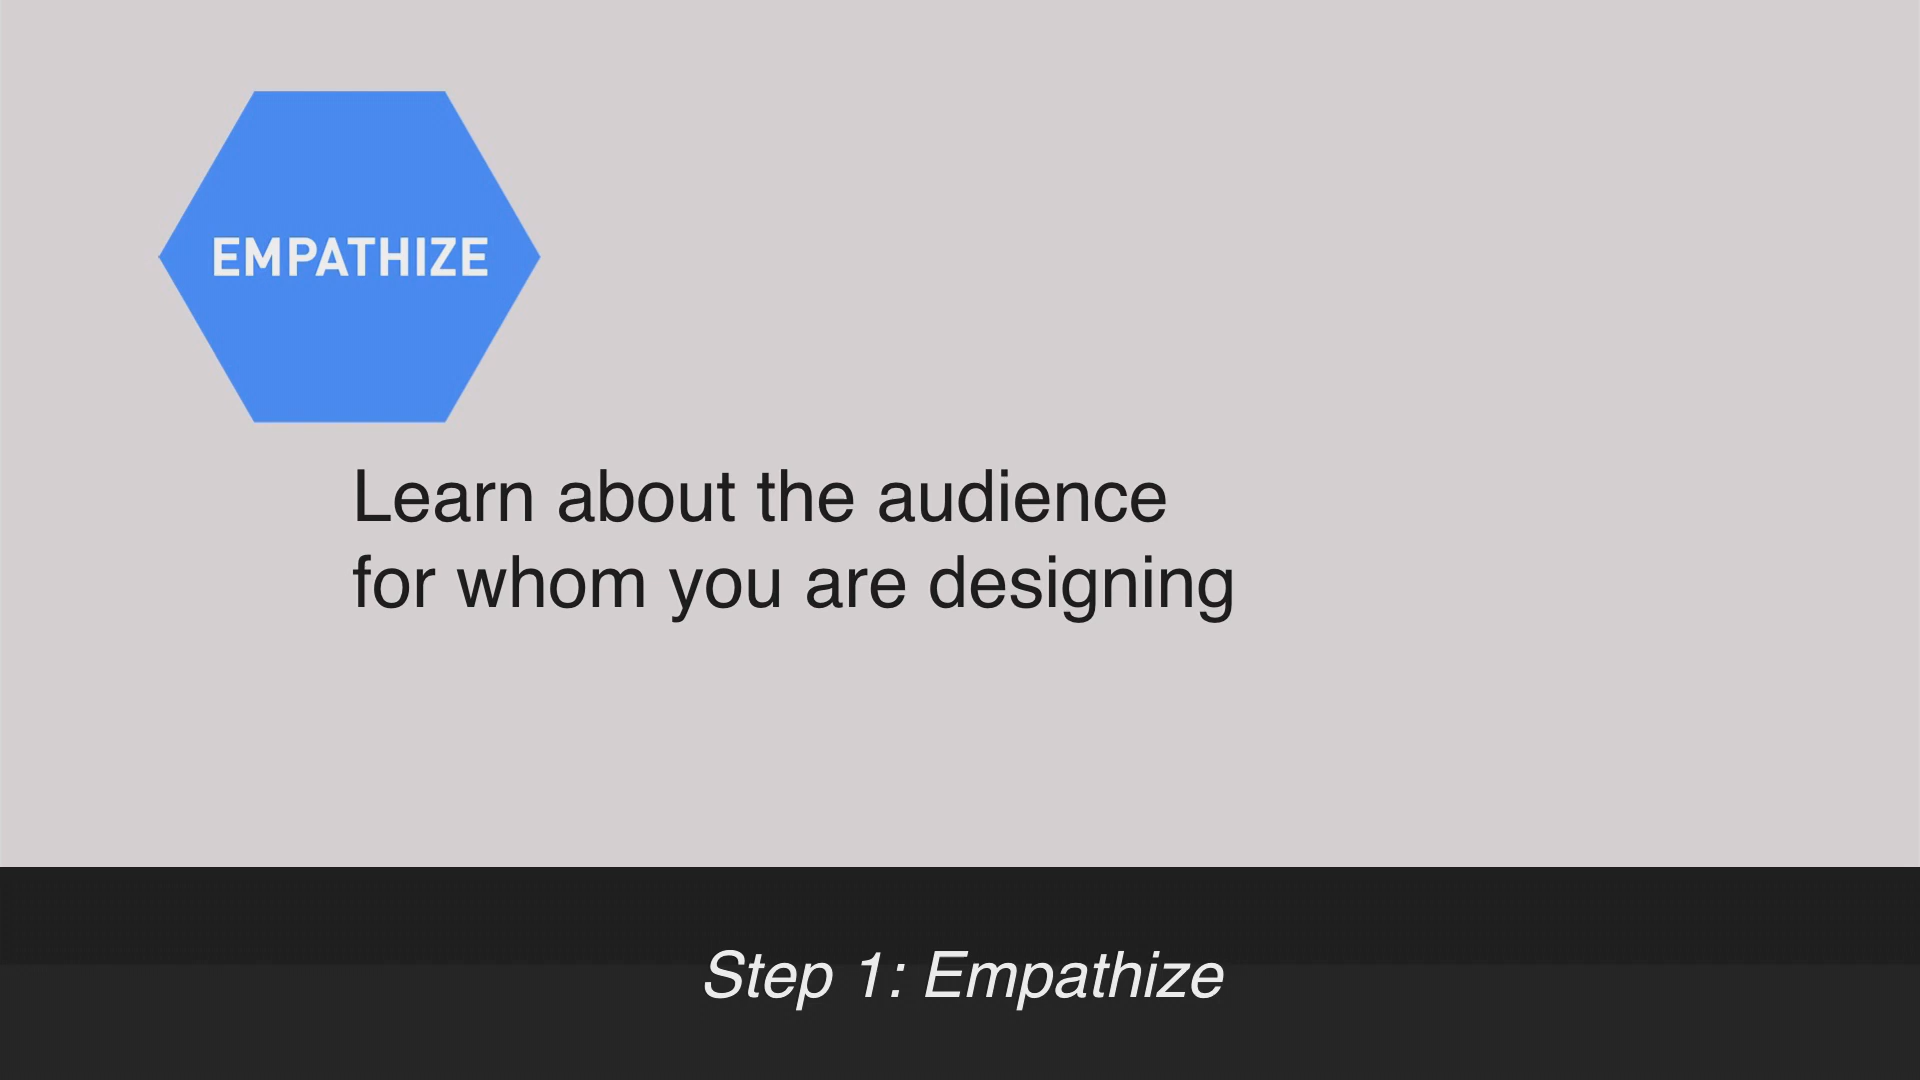 EMPATHIZE
Learn about the audience
for whom you are designing
Step 1: Empathize